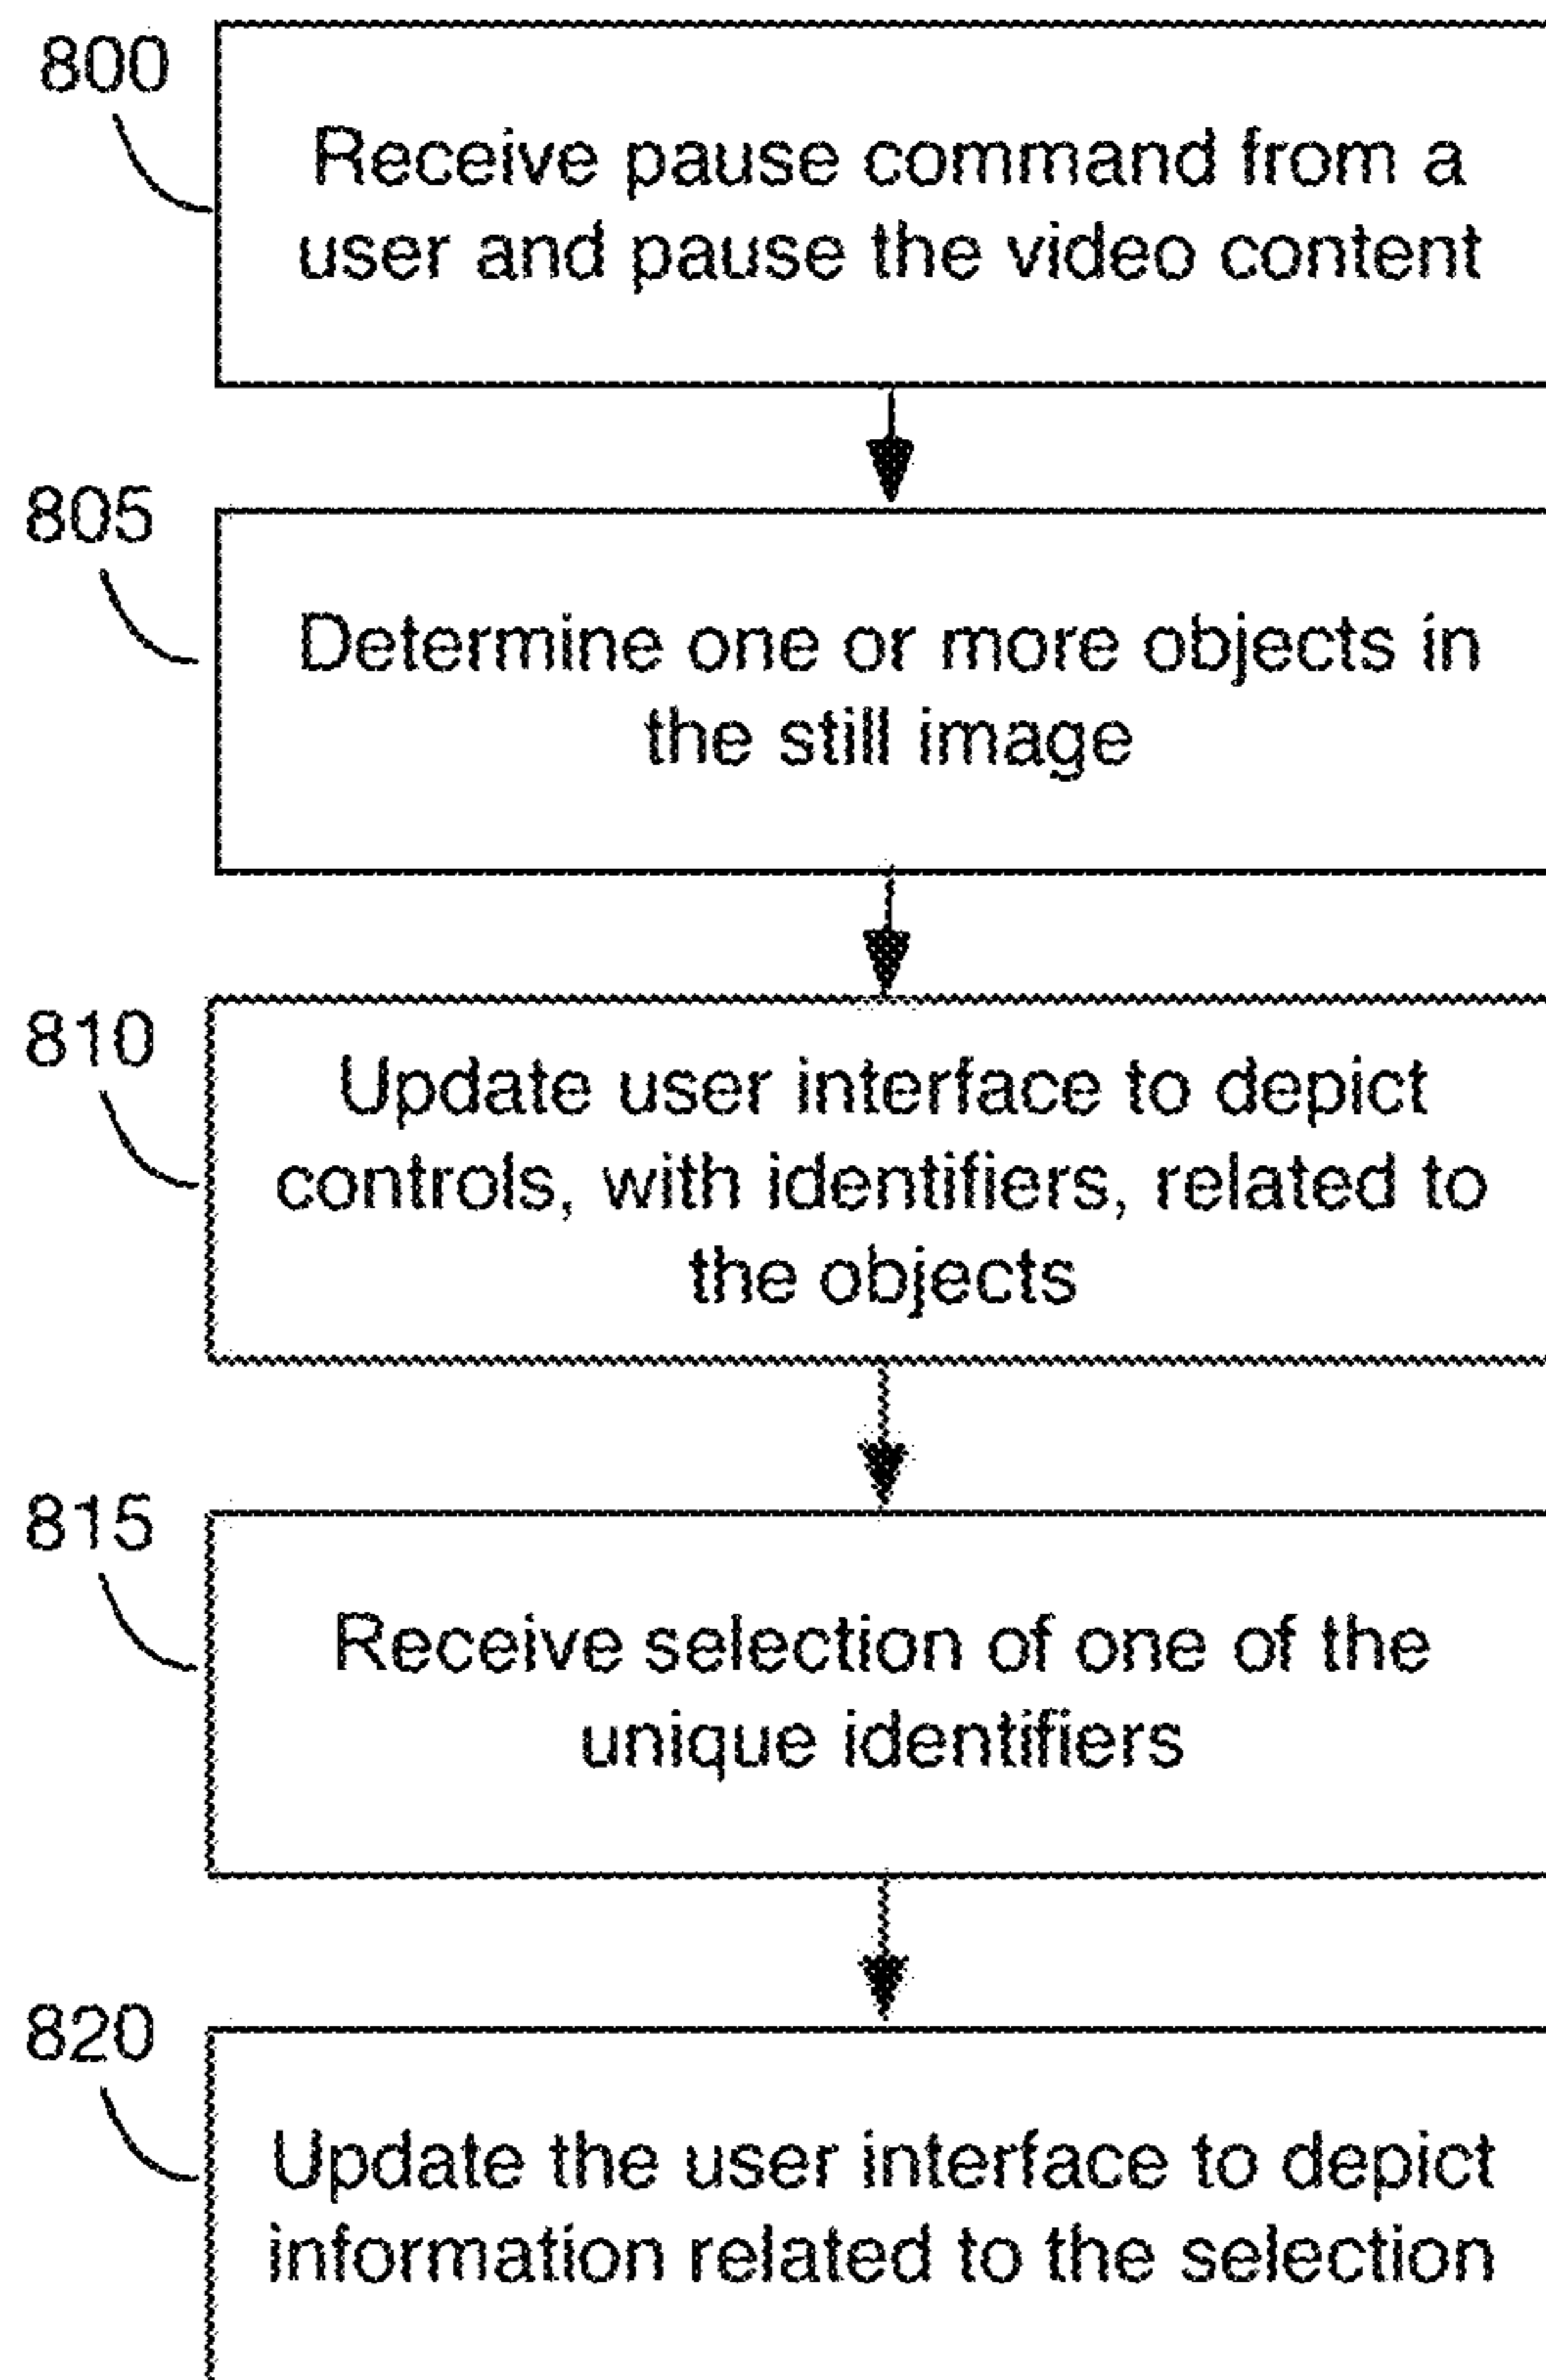 800
Receive pause command from a
user and pause the video content
805
Determine one or more objects in
the still image
810
Update user interface to depict
controls, with identifiers, related to
the objects
815
Receive selection of one of the
unique identifiers
820
Update the user interface to depict
information related to the selection